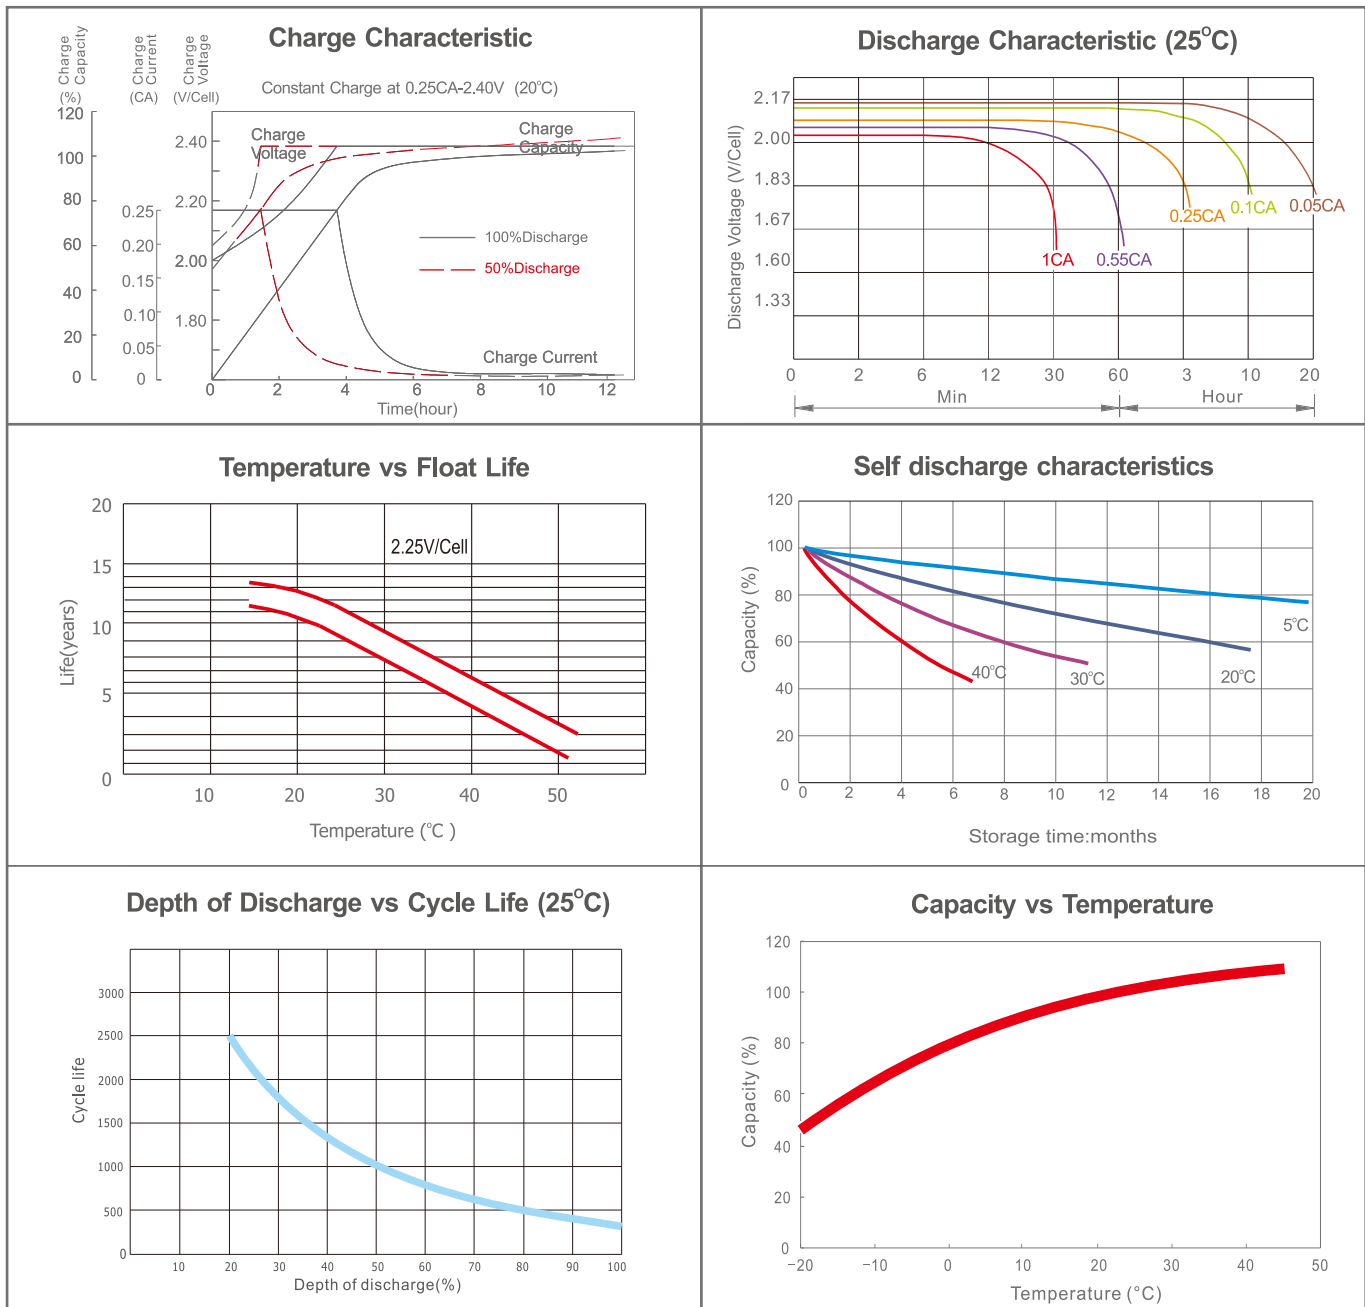 Charge Characteristic
Charge Capacity
(%)
Charge Current
(CA)
Charge Voltage
(V/Cell)
Constant Charge at 0.25CA-2.40V (20°C)
120
100
80
60
40
20
0
0.25
0.20
0.15
0.10
0.05
0
2.40
2.20
2.00
1.80
Charge Voltage
Charge Capacity
100%Discharge
50%Discharge
Charge Current
0 2 4 6 8 10 12
Time(hour)
Discharge Characteristic (25°C)
Discharge Voltage (V/Cell)
2.17
2.00
1.83
1.67
1.60
1.33
1CA
0.55CA
0.25CA
0.1CA
0.05CA
0 2 6 12 30 60 3 10 20
Min
Hour
Temperature vs Float Life
Life(years)
20
15
10
5
0
2.25V/Cell
10 20 30 40 50
Temperature (°C )
Self discharge characteristics
Capacity (%)
120
100
80
60
40
20
0
5°C
20°C
30°C
40°C
0 2 4 6 8 10 12 14 16 18 20
Storage time:months
Depth of Discharge vs Cycle Life (25°C)
Cycle life
3000
2500
2000
1500
1000
500
0
10 20 30 40 50 60 70 80 90 100
Depth of discharge(%)
Capacity vs Temperature
Capacity (%)
120
100
80
60
40
20
0
−20 −10 0 10 20 30 40 50
Temperature (°C)